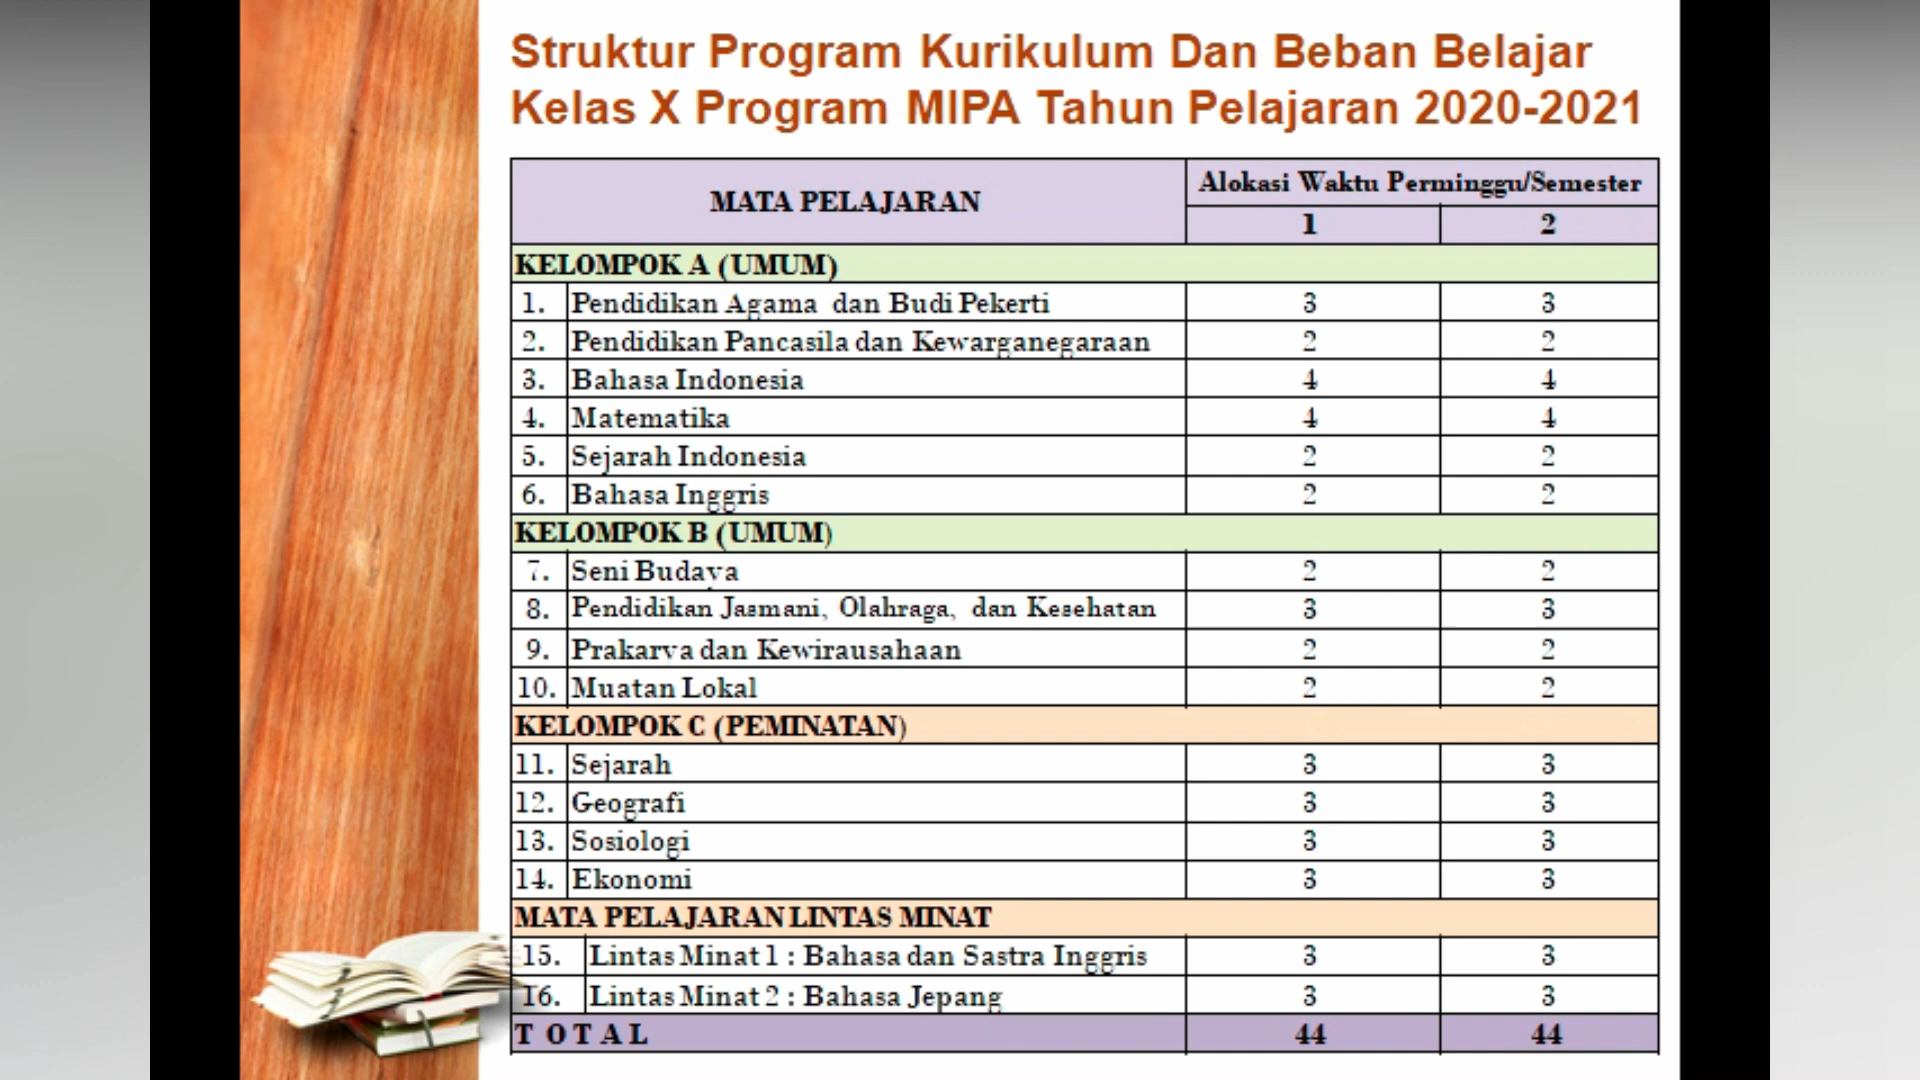 Struktur Program Kurikulum Dan Beban Belajar
Kelas X Program MIPA Tahun Pelajaran 2020-2021
MATA PELAJARAN
Alokasi Waktu Perminggu/Semester
1 2
KELOMPOK A (UMUM)
1. Pendidikan Agama dan Budi Pekerti 3 3
2. Pendidikan Pancasila dan Kewarganegaraan 2 2
3. Bahasa Indonesia 4 4
4. Matematika 4 4
5. Sejarah Indonesia 2 2
6. Bahasa Inggris 2 2
KELOMPOK B (UMUM)
7. Seni Budaya 2 2
8. Pendidikan Jasmani, Olahraga, dan Kesehatan 3 3
9. Prakarya dan Kewirausahaan 2 2
10. Muatan Lokal 2 2
KELOMPOK C (PEMINATAN)
11. Sejarah 3 3
12. Geografi 3 3
13. Sosiologi 3 3
14. Ekonomi 3 3
MATA PELAJARAN LINTAS MINAT
15. Lintas Minat 1 : Bahasa dan Sastra Inggris 3 3
16. Lintas Minat 2 : Bahasa Jepang 3 3
T O T A L 44 44